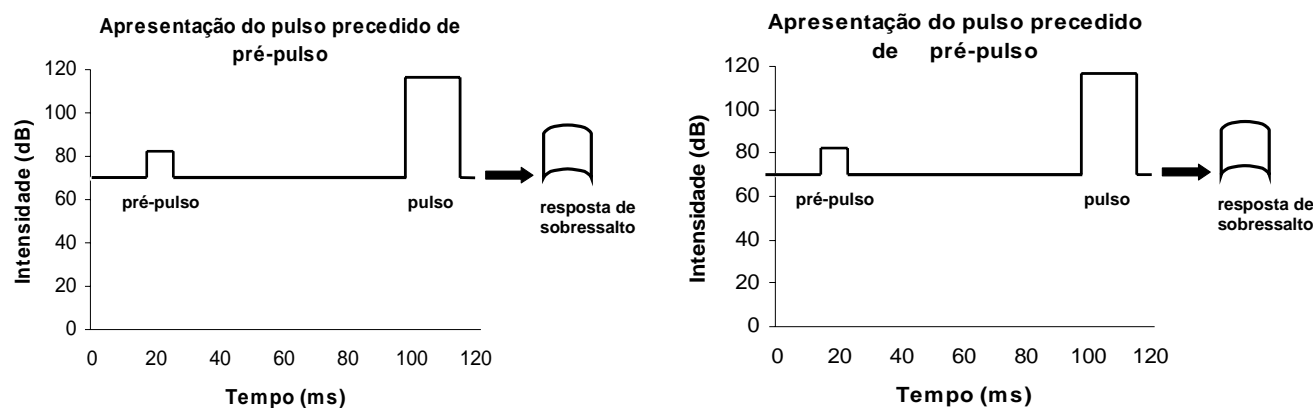 Apresentação do pulso precedido de
pré-pulso
Intensidade (dB)
120
100
80
60
40
20
0
pré-pulso
pulso
resposta de
sobressalto
0 20 40 60 80 100 120
Tempo (ms)
Apresentação do pulso precedido
de pré-pulso
Intensidade (dB)
120
100
80
60
40
20
0
pré-pulso
pulso
resposta de
sobressalto
0 20 40 60 80 100 120
Tempo (ms)